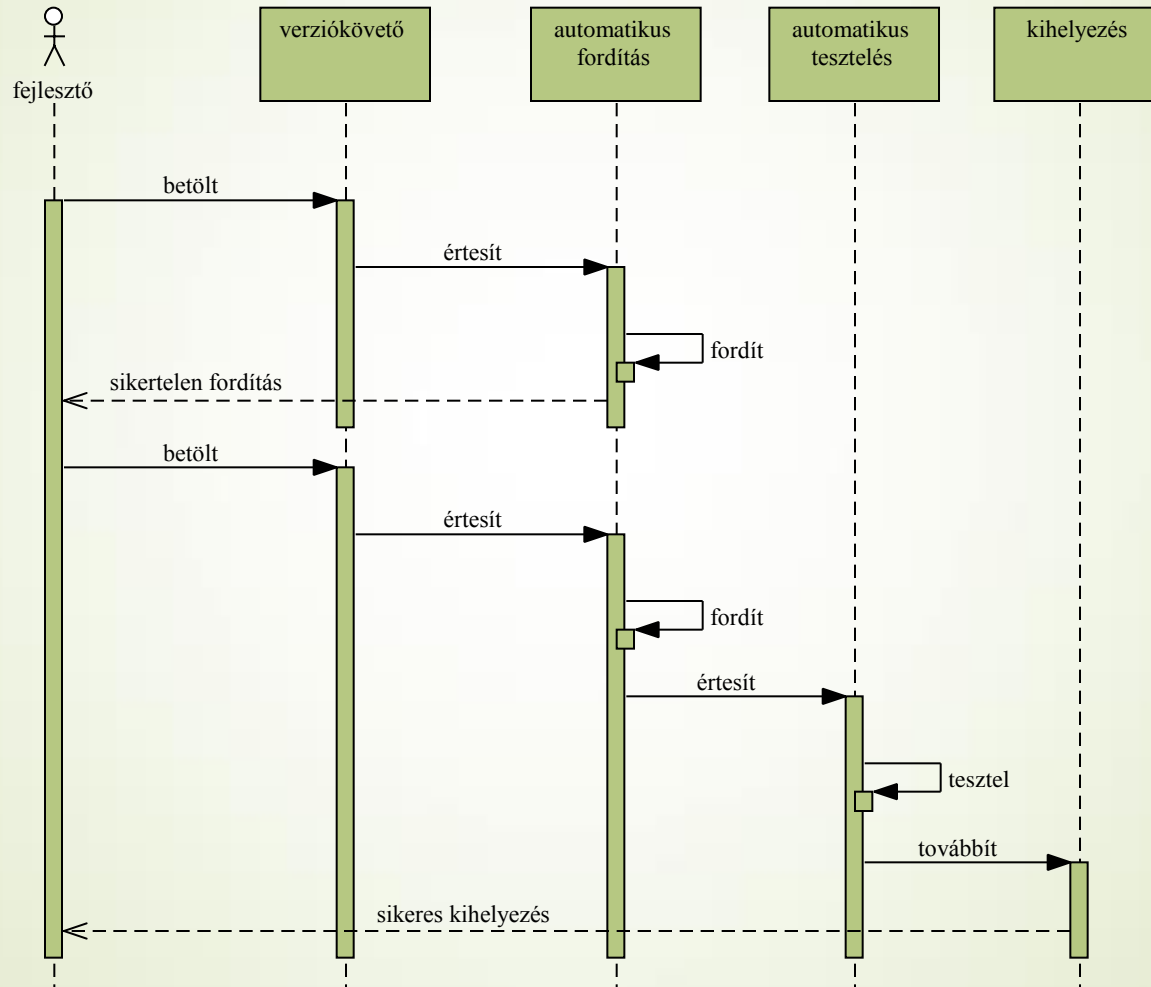 verziókövető
automatikus
fordítás
automatikus
tesztelés
kihelyezés
fejlesztő
betölt
értesít
fordít
sikertelen fordítás
betölt
értesít
fordít
értesít
tesztel
továbbít
sikeres kihelyezés